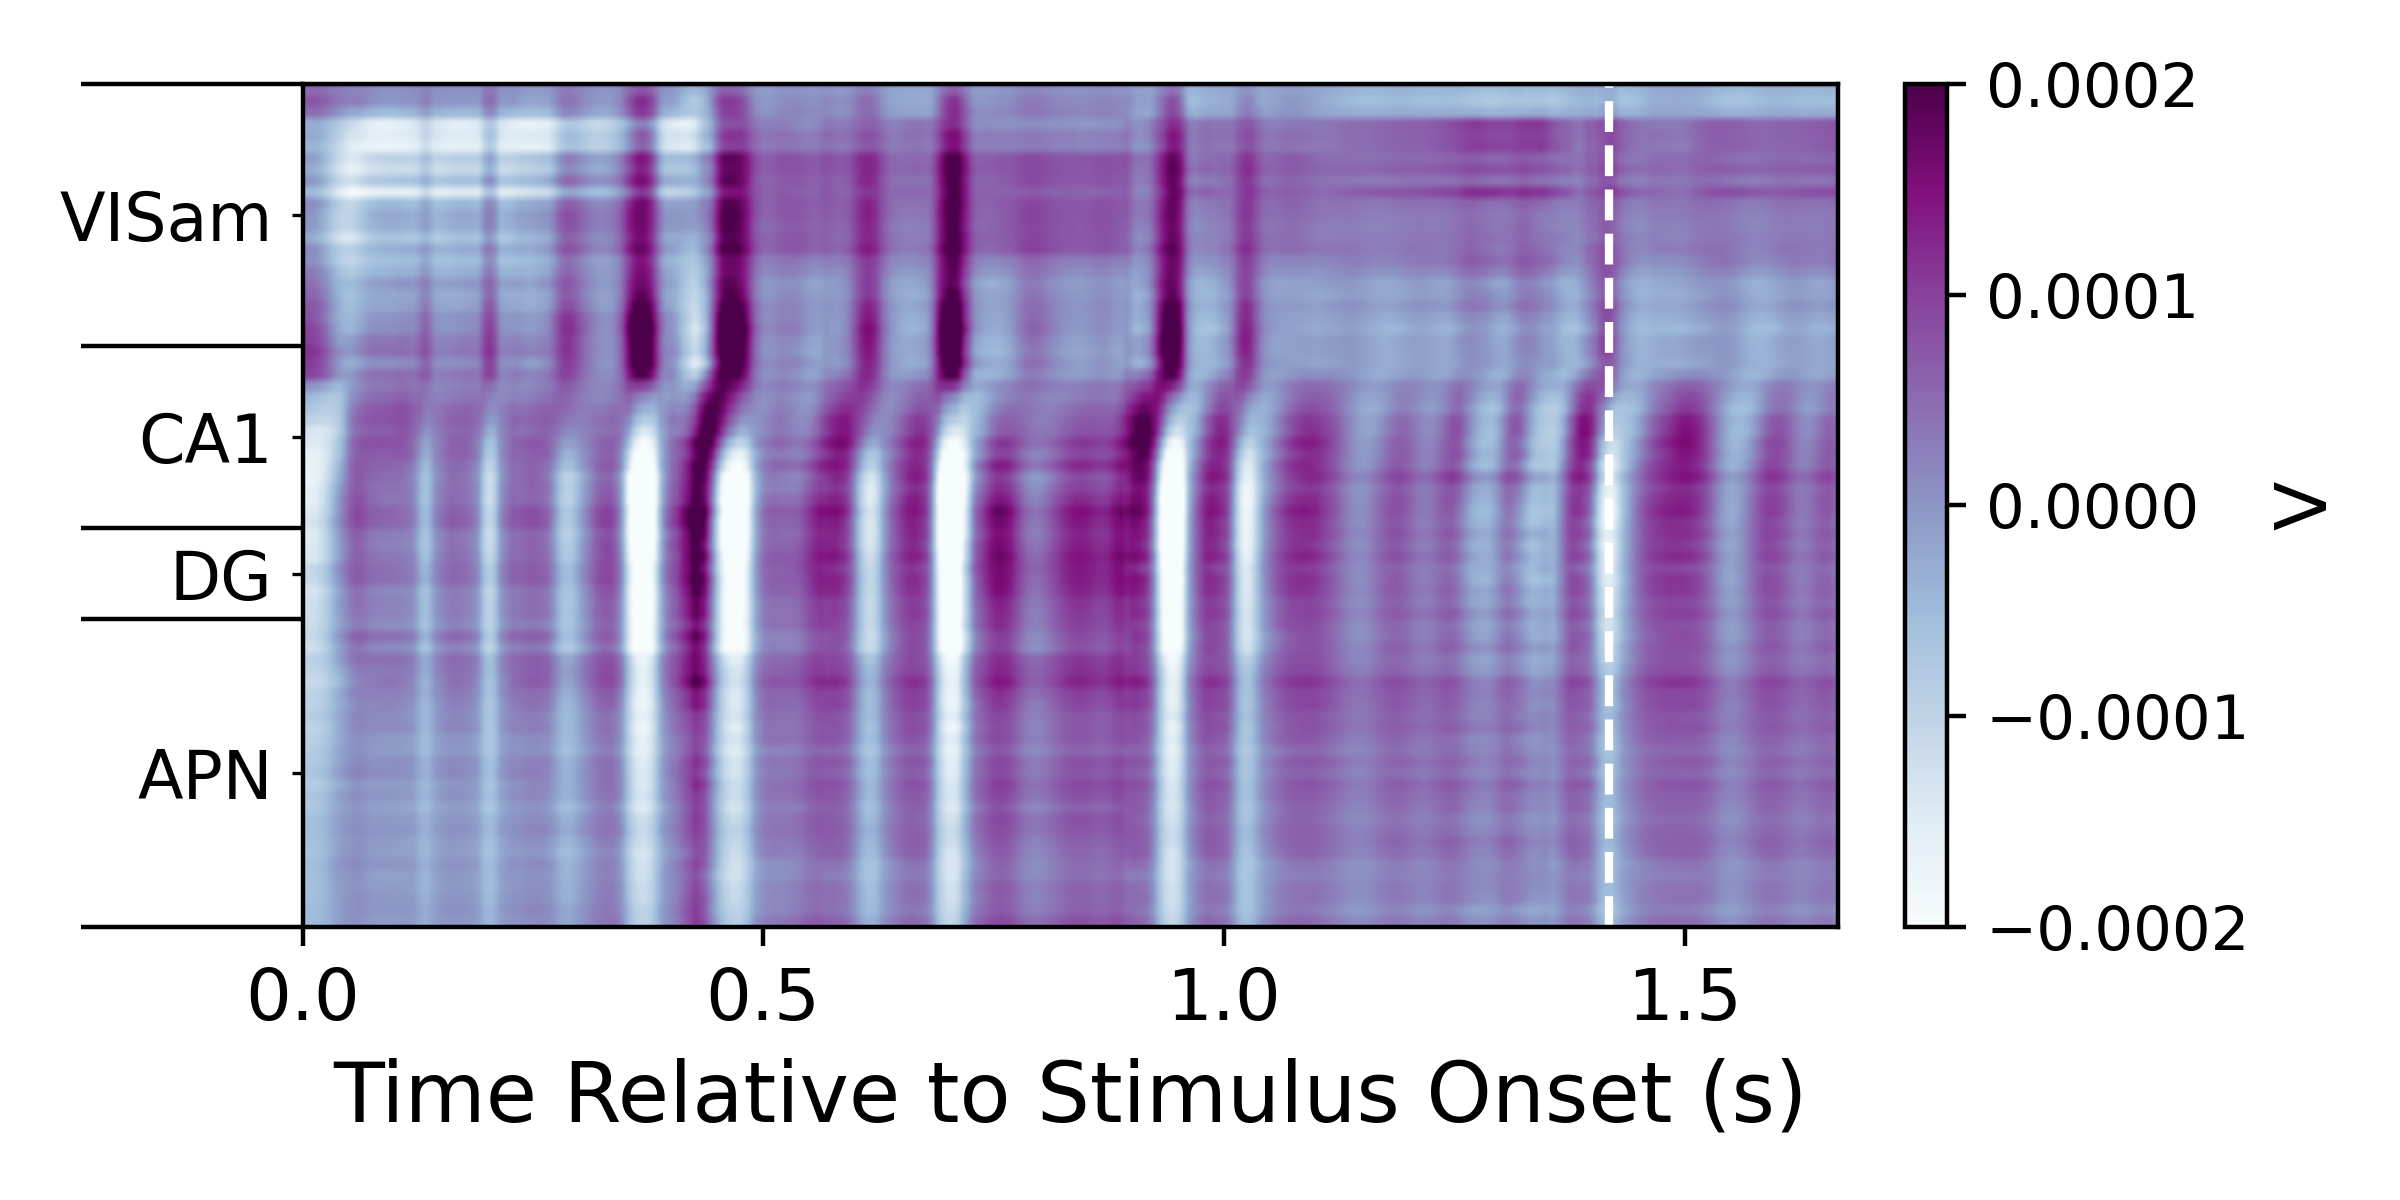 VISam
CA1
DG
APN
0.0 0.5 1.0 1.5
Time Relative to Stimulus Onset (s)
0.0002
0.0001
0.0000
−0.0001
−0.0002
V